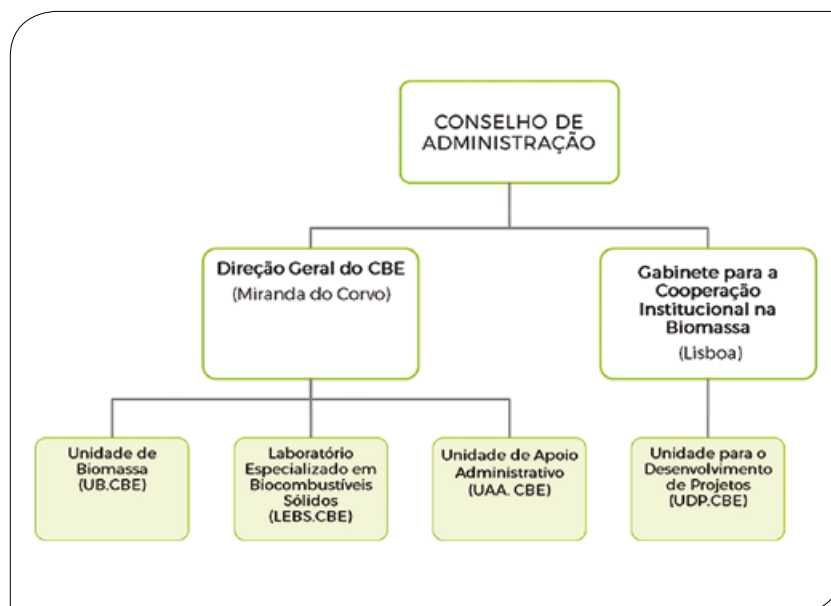 CONSELHO DE
ADMINISTRAÇÃO
Direção Geral do CBE
(Miranda do Corvo)
Gabinete para a
Cooperação
Institucional na
Biomassa
(Lisboa)
Unidade de
Biomassa
(UB.CBE)
Laboratório
Especializado em
Biocombustíveis
Sólidos
(LEBS.CBE)
Unidade de Apoio
Administrativo
(UAA. CBE)
Unidade para o
Desenvolvimento
de Projetos
(UDP.CBE)